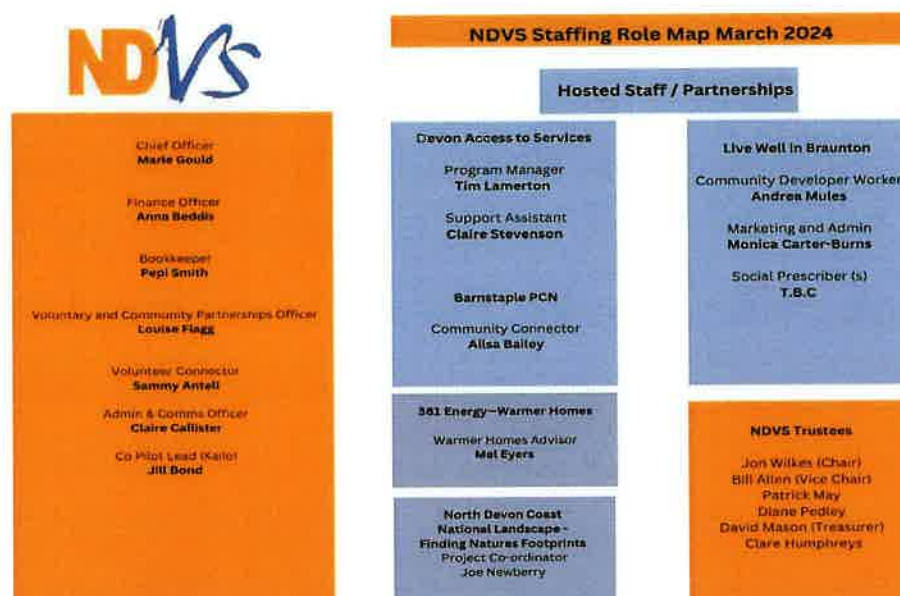 NDVS
Chief Officer
Marie Gould
Finance Officer
Anna Beddis
Bookkeeper
Pepi Smith
Voluntary and Community Partnerships Officer
Louise Flagg
Volunteer Connector
Sammy Antell
Admin & Comms Officer
Claire Callister
Co Pilot Lead (Kailo)
Jill Bond
NDVS Staffing Role Map March 2024
Hosted Staff / Partnerships
Devon Access to Services
Program Manager
Tim Lamerton
Support Assistant
Claire Stevenson
Barnstaple PCN
Community Connector
Ailsa Bailey
361 Energy—Warmer Homes
Warmer Homes Advisor
Mel Eyers
North Devon Coast
National Landscape -
Finding Natures Footprints
Project Co-ordinator
Joe Newberry
Live Well in Braunton
Community Developer Worker
Andrea Mules
Marketing and Admin
Monica Carter-Burns
Social Prescriber (s)
T.B.C
NDVS Trustees
Jon Wilkes (Chair)
Bill Allen (Vice Chair)
Patrick May
Diane Pedley
David Mason (Treasurer)
Clare Humphreys